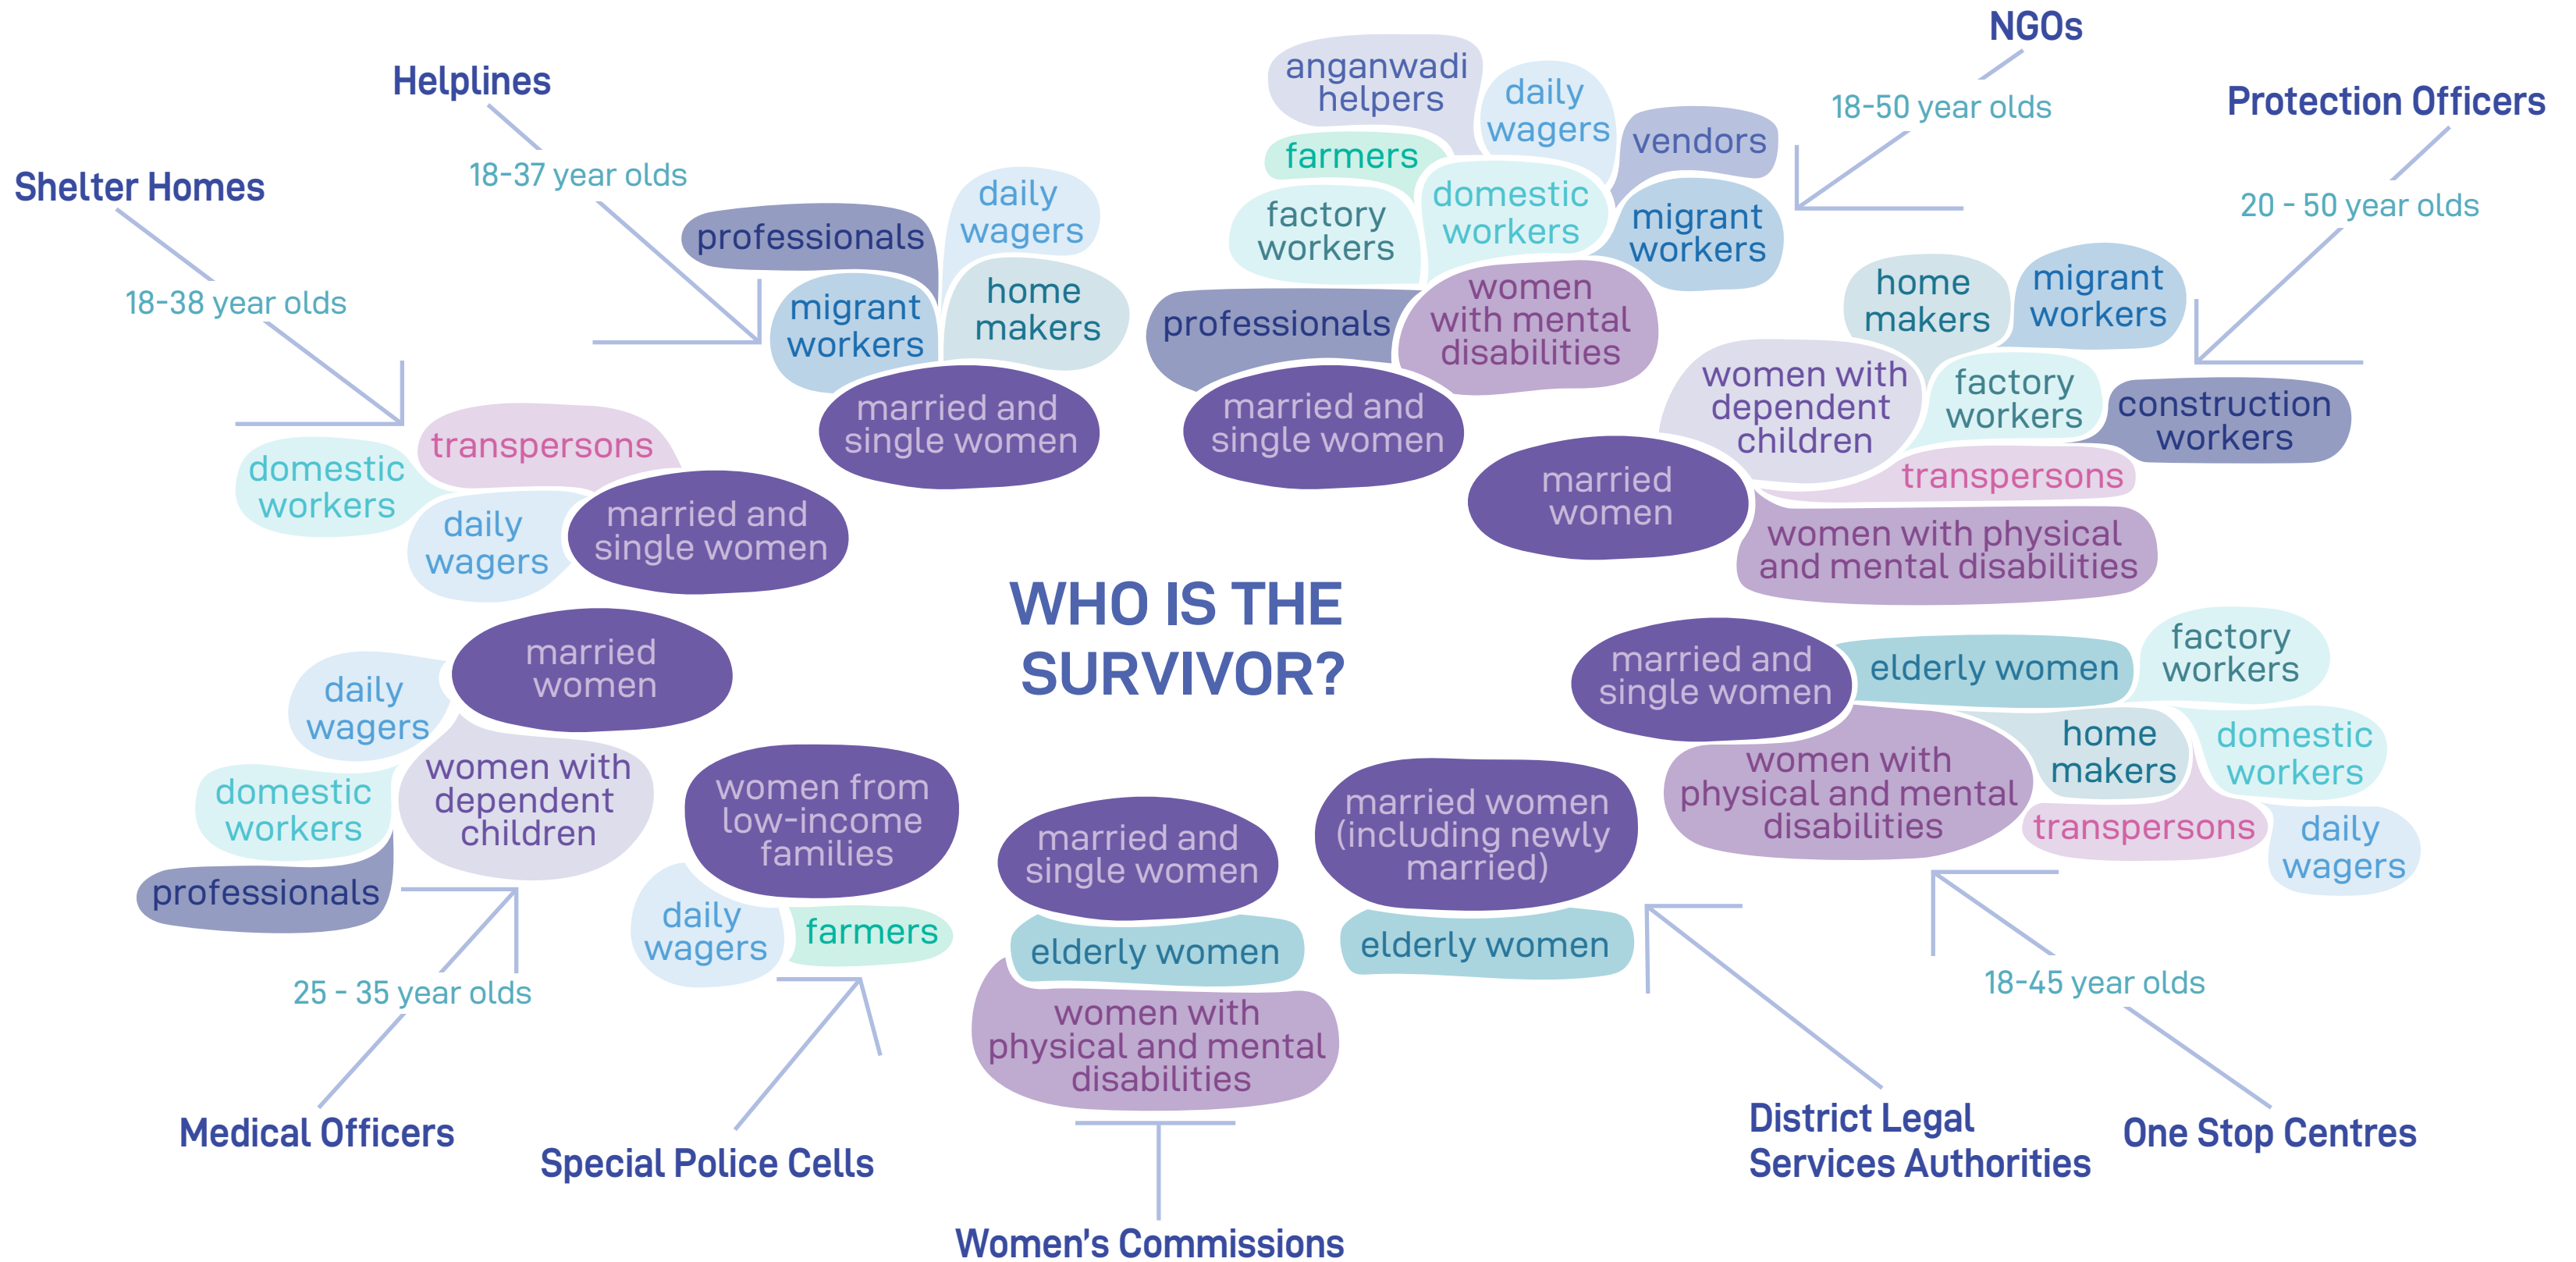 WHO IS THE
SURVIVOR?
Shelter Homes
18-38 year olds
domestic
workers
transpersons
daily
wagers
married and
single women
Helplines
18-37 year olds
professionals
daily
wagers
migrant
workers
home
makers
married and
single women
NGOs
18-50 year olds
anganwadi
helpers
daily
wagers
vendors
farmers
domestic
workers
factory
workers
migrant
workers
women
with mental
disabilities
professionals
married and
single women
Protection Officers
20 - 50 year olds
home
makers
migrant
workers
women with
dependent
children
factory
workers
construction
workers
transpersons
married
women
women with physical
and mental disabilities
married and
single women
elderly women
factory
workers
women with
physical and mental
disabilities
home
makers
domestic
workers
transpersons
daily
wagers
18-45 year olds
One Stop Centres
married women
(including newly
married)
elderly women
District Legal
Services Authorities
married and
single women
elderly women
women with
physical and mental
disabilities
Women's Commissions
women from
low-income
families
daily
wagers
farmers
Special Police Cells
married
women
daily
wagers
women with
dependent
children
domestic
workers
professionals
25 - 35 year olds
Medical Officers